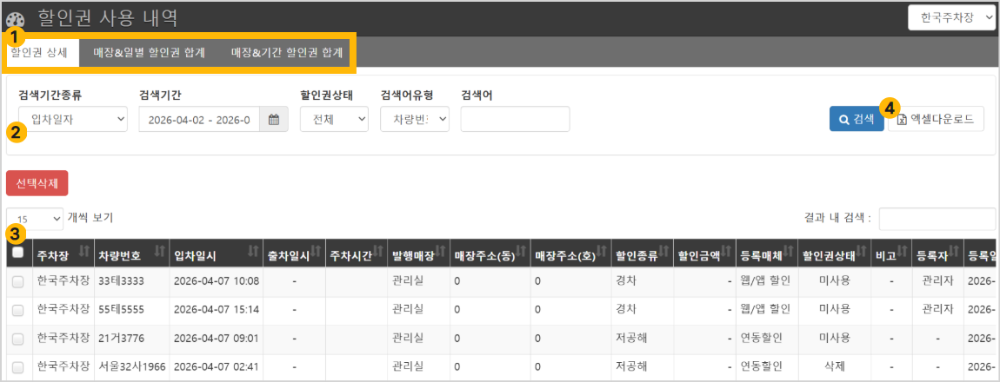 할인권 사용 내역
한국주차장
1
할인권 상세 매장&일별 할인권 합계 매장&기간 할인권 합계
검색기간종류 검색기간 할인권상태 검색어유형 검색어
4
입차일자 2026-04-02 - 2026-0 전체 차량번호 검색 엑셀다운로드
2
선택삭제
15 개씩 보기 결과 내 검색 :
3
주차장 차량번호 입차일시 출차일시 주차시간 발행매장 매장주소(동) 매장주소(호) 할인종류 할인금액 등록매체 할인권상태 비고 등록자 등록일
한국주차장 33테3333 2026-04-07 10:08 - 관리실 0 0 경차 - 웹/앱 할인 미사용 - 관리자 2026-
한국주차장 55테5555 2026-04-07 15:14 - 관리실 0 0 경차 - 웹/앱 할인 미사용 - 관리자 2026-
한국주차장 21거3776 2026-04-07 09:01 - 관리실 0 0 저공해 - 연동할인 미사용 - - 2026-
한국주차장 서울32사1966 2026-04-07 02:41 - 관리실 0 0 저공해 - 연동할인 삭제 - - 2026-